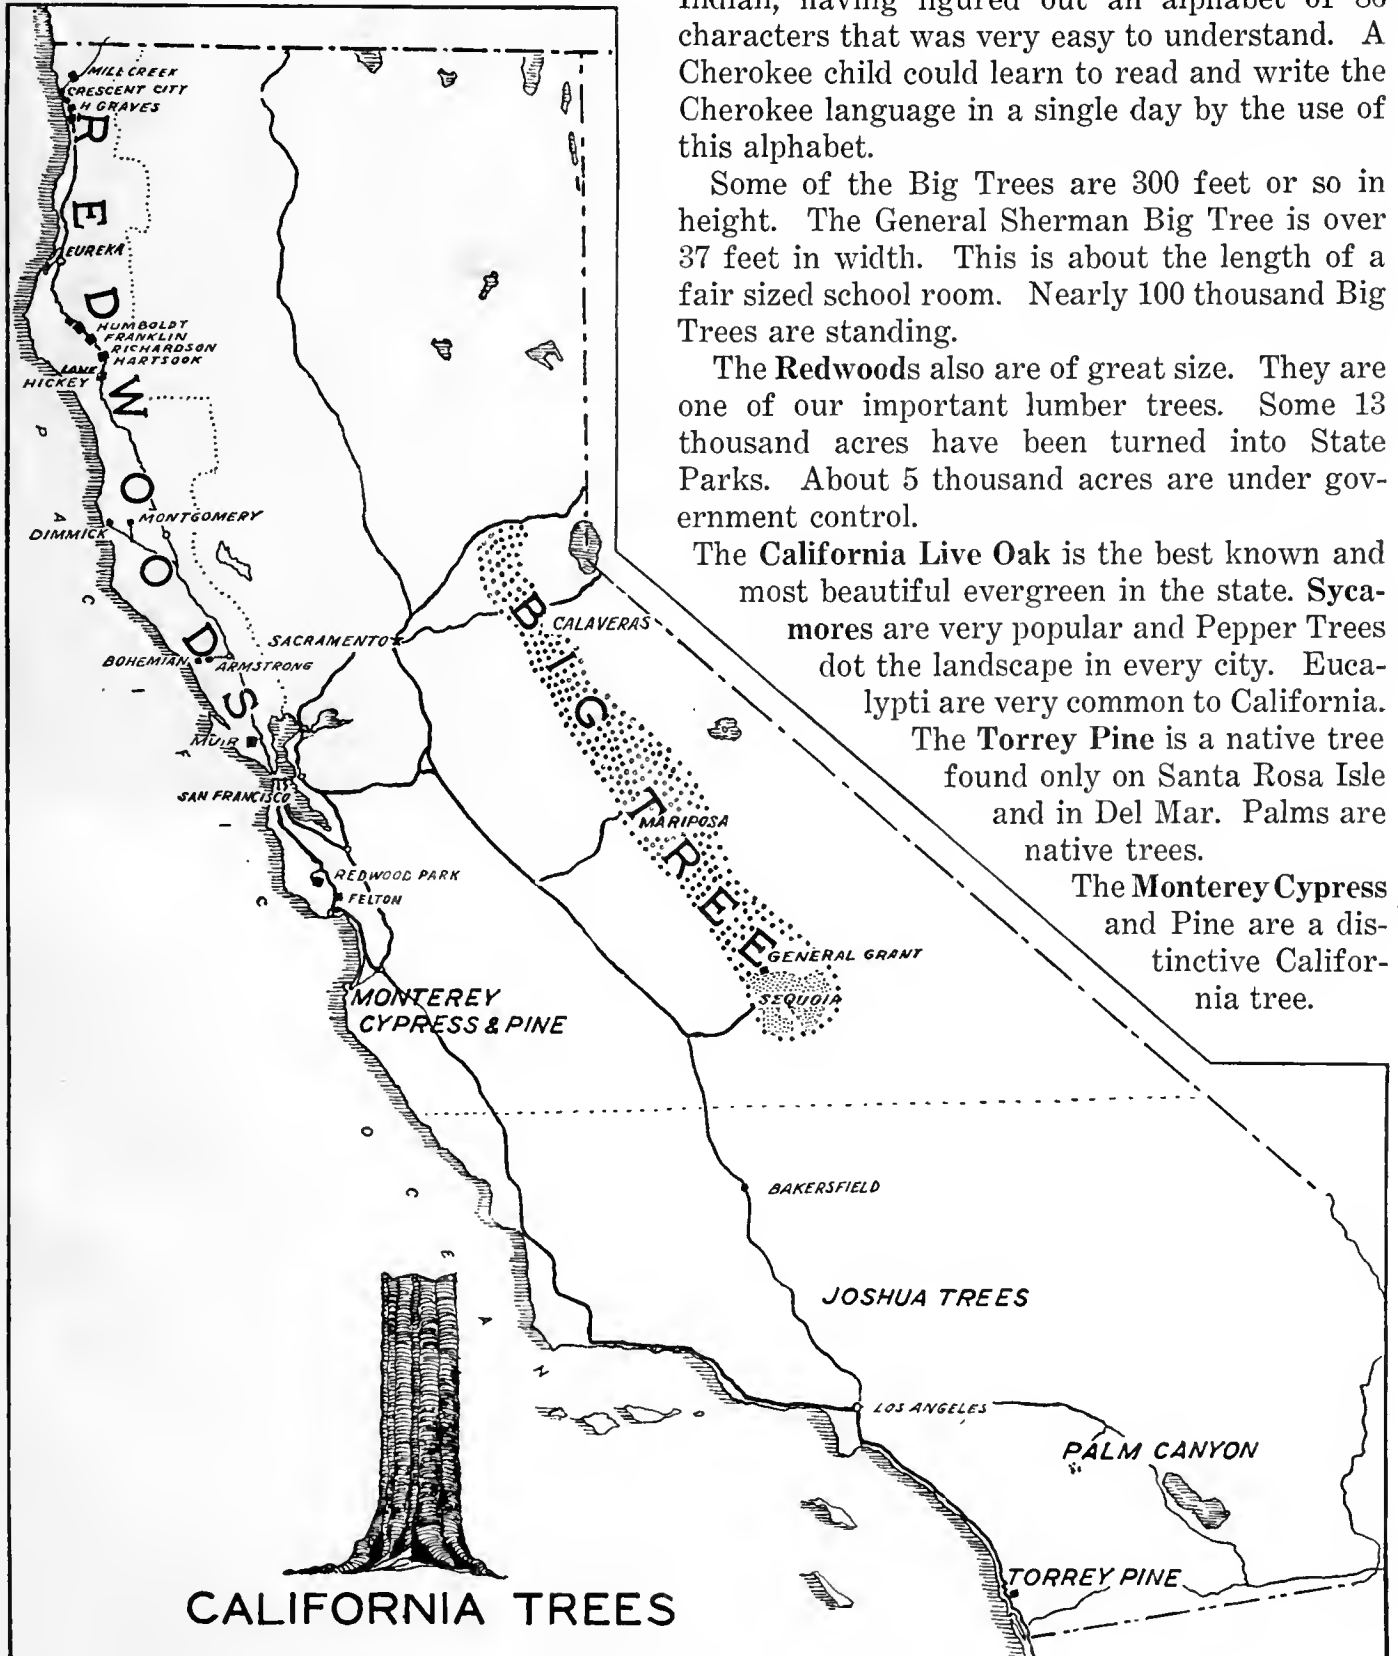 Indian, having figured out an alphabet of 86
characters that was very easy to understand. A
Cherokee child could learn to read and write the
Cherokee language in a single day by the use of
this alphabet.
Some of the Big Trees are 300 feet or so in
height. The General Sherman Big Tree is over
37 feet in width. This is about the length of a
fair sized school room. Nearly 100 thousand Big
Trees are standing.
The Redwoods also are of great size. They are
one of our important lumber trees. Some 13
thousand acres have been turned into State
Parks. About 5 thousand acres are under gov-
ernment control.
The California Live Oak is the best known and
most beautiful evergreen in the state. Syca-
mores are very popular and Pepper Trees
dot the landscape in every city. Euca-
lypti are very common to California.
The Torrey Pine is a native tree
found only on Santa Rosa Isle
and in Del Mar. Palms are
native trees.
The Monterey Cypress
and Pine are a dis-
tinctive Califor-
nia tree.
MILL CREEK
CRESCENT CITY
H GRAVES
REDWOODS
EUREKA
HUMBOLDT
FRANKLIN
RICHARDSON
HARTSOOK
LANE
HICKEY
MONTGOMERY
DIMMICK
SACRAMENTO
BOHEMIAN
ARMSTRONG
MUIR
SAN FRANCISCO
REDWOOD PARK
FELTON
BIG TREE
CALAVERAS
MARIPOSA
GENERAL GRANT
SEQUOIA
MONTEREY
CYPRESS & PINE
PACIFIC OCEAN
BAKERSFIELD
JOSHUA TREES
LOS ANGELES
PALM CANYON
TORREY PINE
CALIFORNIA TREES